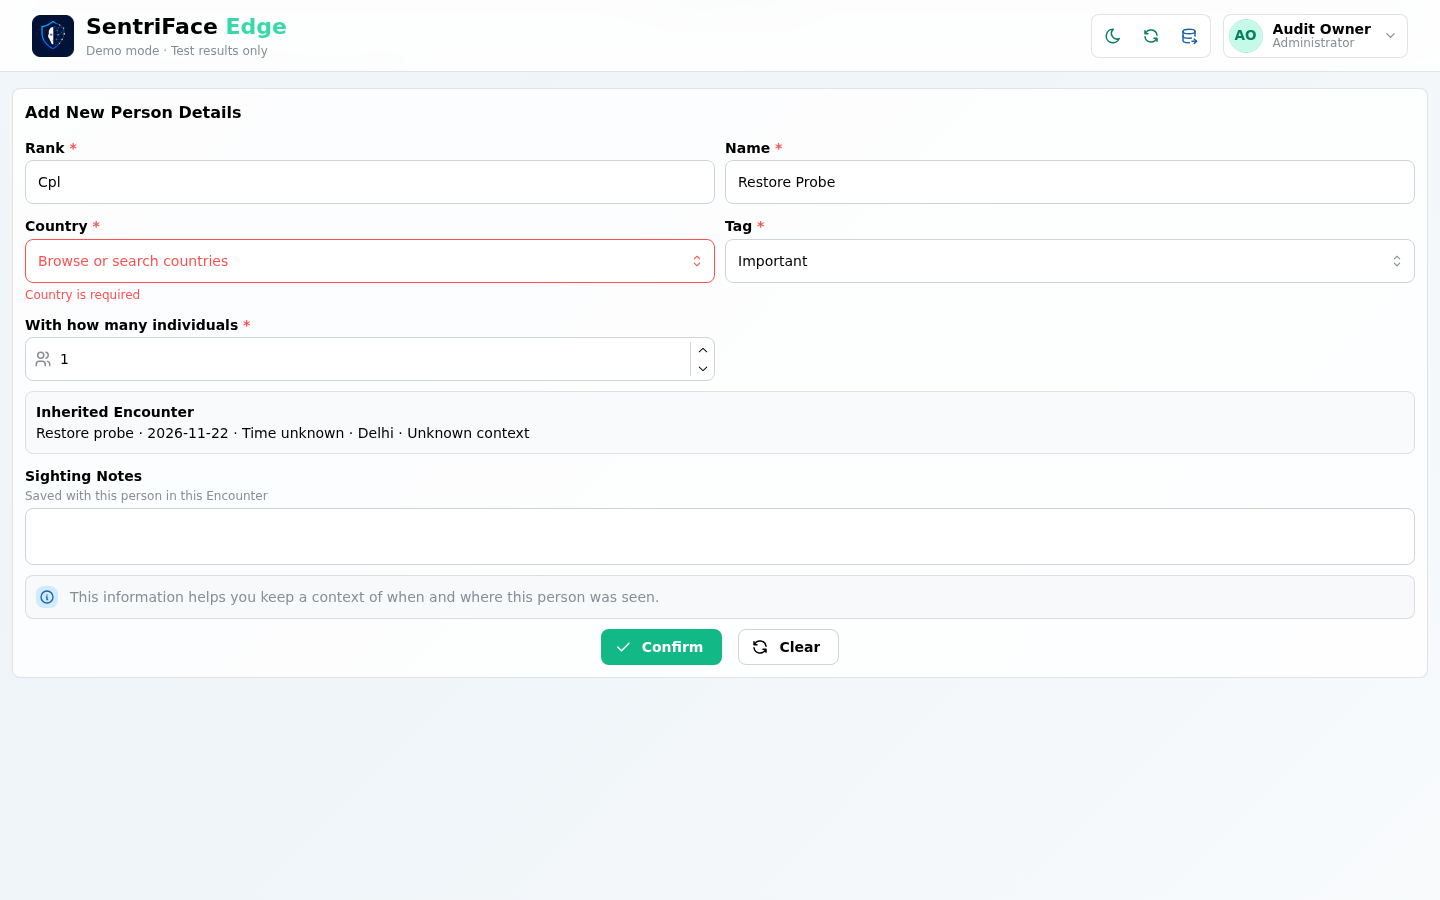 SentriFace Edge
Demo mode · Test results only
AO
Audit Owner
Administrator
Add New Person Details
Rank *
Name *
Cpl
Restore Probe
Country *
Tag *
Browse or search countries
Important
Country is required
With how many individuals *
1
Inherited Encounter
Restore probe · 2026-11-22 · Time unknown · Delhi · Unknown context
Sighting Notes
Saved with this person in this Encounter
This information helps you keep a context of when and where this person was seen.
Confirm
Clear